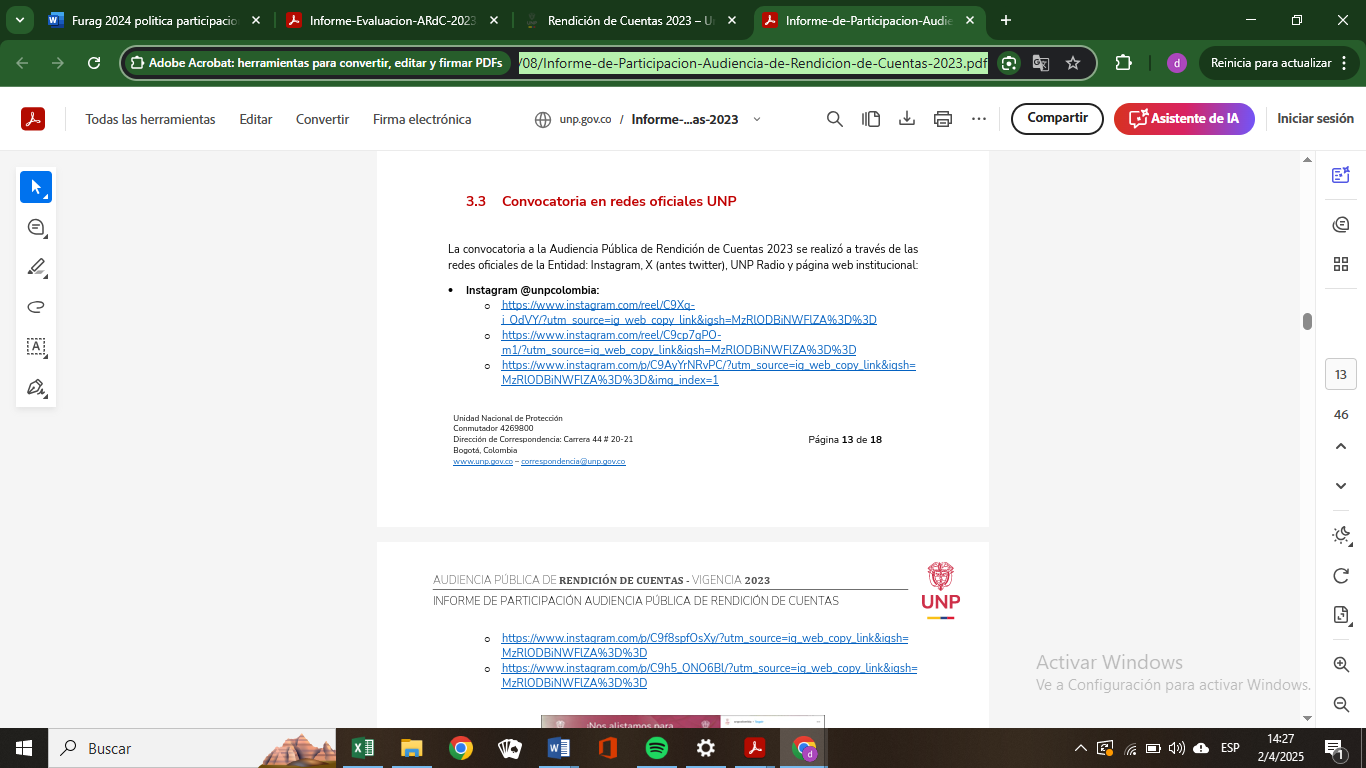 Furag 2024 politica participacio
Informe-Evaluacion-ARdC-2023
Rendición de Cuentas 2023 – U
Informe-de-Participacion-Audie
Adobe Acrobat: herramientas para convertir, editar y firmar PDFs
/08/Informe-de-Participacion-Audiencia-de-Rendicion-de-Cuentas-2023.pdf
d
Reinicia para actualizar
Todas las herramientas
Editar
Convertir
Firma electrónica
unp.gov.co / Informe-...as-2023
Compartir
Asistente de IA
Iniciar sesión
3.3 Convocatoria en redes oficiales UNP
La convocatoria a la Audiencia Pública de Rendición de Cuentas 2023 se realizó a través de las
redes oficiales de la Entidad: Instagram, X (antes twitter), UNP Radio y página web institucional:
• Instagram @unpcolombia:
o https://www.instagram.com/reel/C9Xq-
i_OdVY/?utm_source=ig_web_copy_link&igsh=MzRlODBiNWFlZA%3D%3D
o https://www.instagram.com/reel/C9cp7qPO-
m1/?utm_source=ig_web_copy_link&igsh=MzRlODBiNWFlZA%3D%3D
o https://www.instagram.com/p/C9AyYrNRvPC/?utm_source=ig_web_copy_link&igsh=
MzRlODBiNWFlZA%3D%3D&img_index=1
Unidad Nacional de Protección
Conmutador 4269800
Dirección de Correspondencia: Carrera 44 # 20-21
Bogotá, Colombia
www.unp.gov.co – correspondencia@unp.gov.co
Página 13 de 18
13
46
AUDIENCIA PÚBLICA DE RENDICIÓN DE CUENTAS - VIGENCIA 2023
INFORME DE PARTICIPACIÓN AUDIENCIA PÚBLICA DE RENDICIÓN DE CUENTAS
UNP
o https://www.instagram.com/p/C9f8spfOsXy/?utm_source=ig_web_copy_link&igsh=
MzRlODBiNWFlZA%3D%3D
o https://www.instagram.com/p/C9h5_ONO6Bl/?utm_source=ig_web_copy_link&igsh=
MzRlODBiNWFlZA%3D%3D
¡Nos alistamos para
Activar Windows
Ve a Configuración para activar Windows.
Buscar
d
ESP
14:27
2/4/2025
1